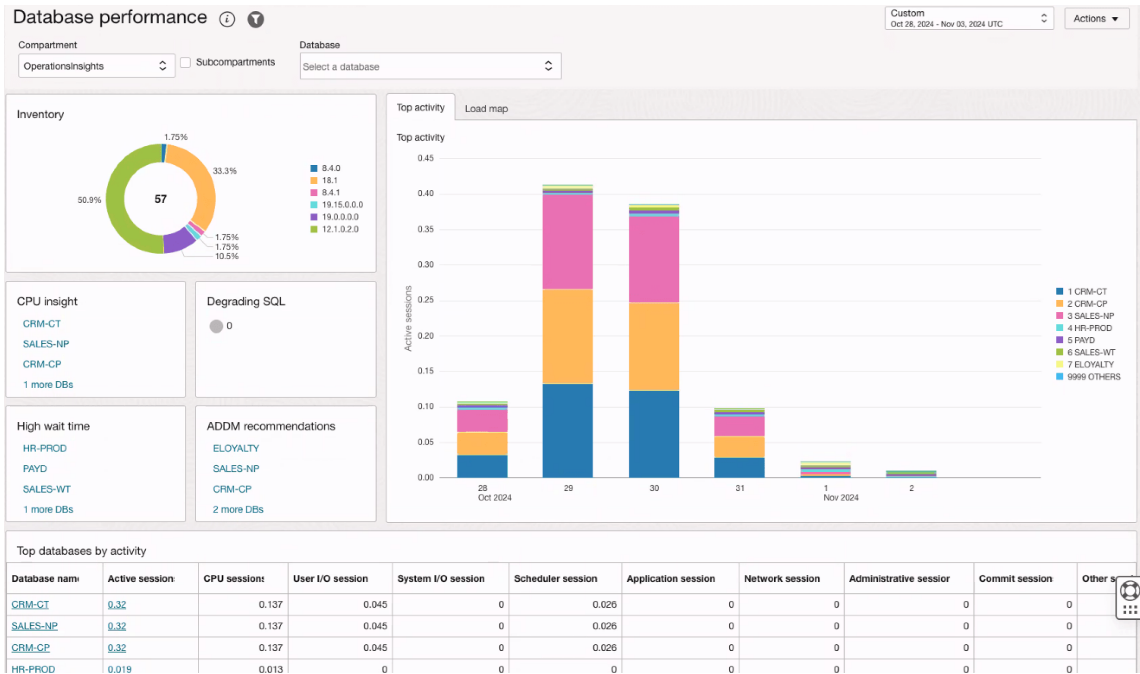 Database performance
Custom
Oct 28, 2024 - Nov 03, 2024 UTC
Actions
Compartment
OperationsInsights
Subcompartments
Database
Select a database
Inventory
1.75%
33.3%
50.9%
57
1.75%
1.75%
10.5%
8.4.0
18.1
8.4.1
19.15.0.0.0
19.0.0.0.0
12.1.0.2.0
CPU insight
CRM-CT
SALES-NP
CRM-CP
1 more DBs
Degrading SQL
0
High wait time
HR-PROD
PAYD
SALES-WT
1 more DBs
ADDM recommendations
ELOYALTY
SALES-NP
CRM-CP
2 more DBs
Top activity
Load map
Top activity
Active sessions
0.45
0.40
0.35
0.30
0.25
0.20
0.15
0.10
0.05
0.00
28 29 30 31 1 2
Oct 2024 Nov 2024
1 CRM-CT
2 CRM-CP
3 SALES-NP
4 HR-PROD
5 PAYD
6 SALES-WT
7 ELOYALTY
9999 OTHERS
Top databases by activity
Database name Active session CPU sessions User I/O session System I/O session Scheduler session Application session Network session Administrative session Commit session Other
CRM-CT 0.32 0.137 0.045 0 0.026 0 0 0 0
SALES-NP 0.32 0.137 0.045 0 0.026 0 0 0 0
CRM-CP 0.32 0.137 0.045 0 0.026 0 0 0 0
HR-PROD 0.019 0.013 0 0 0 0 0 0 0